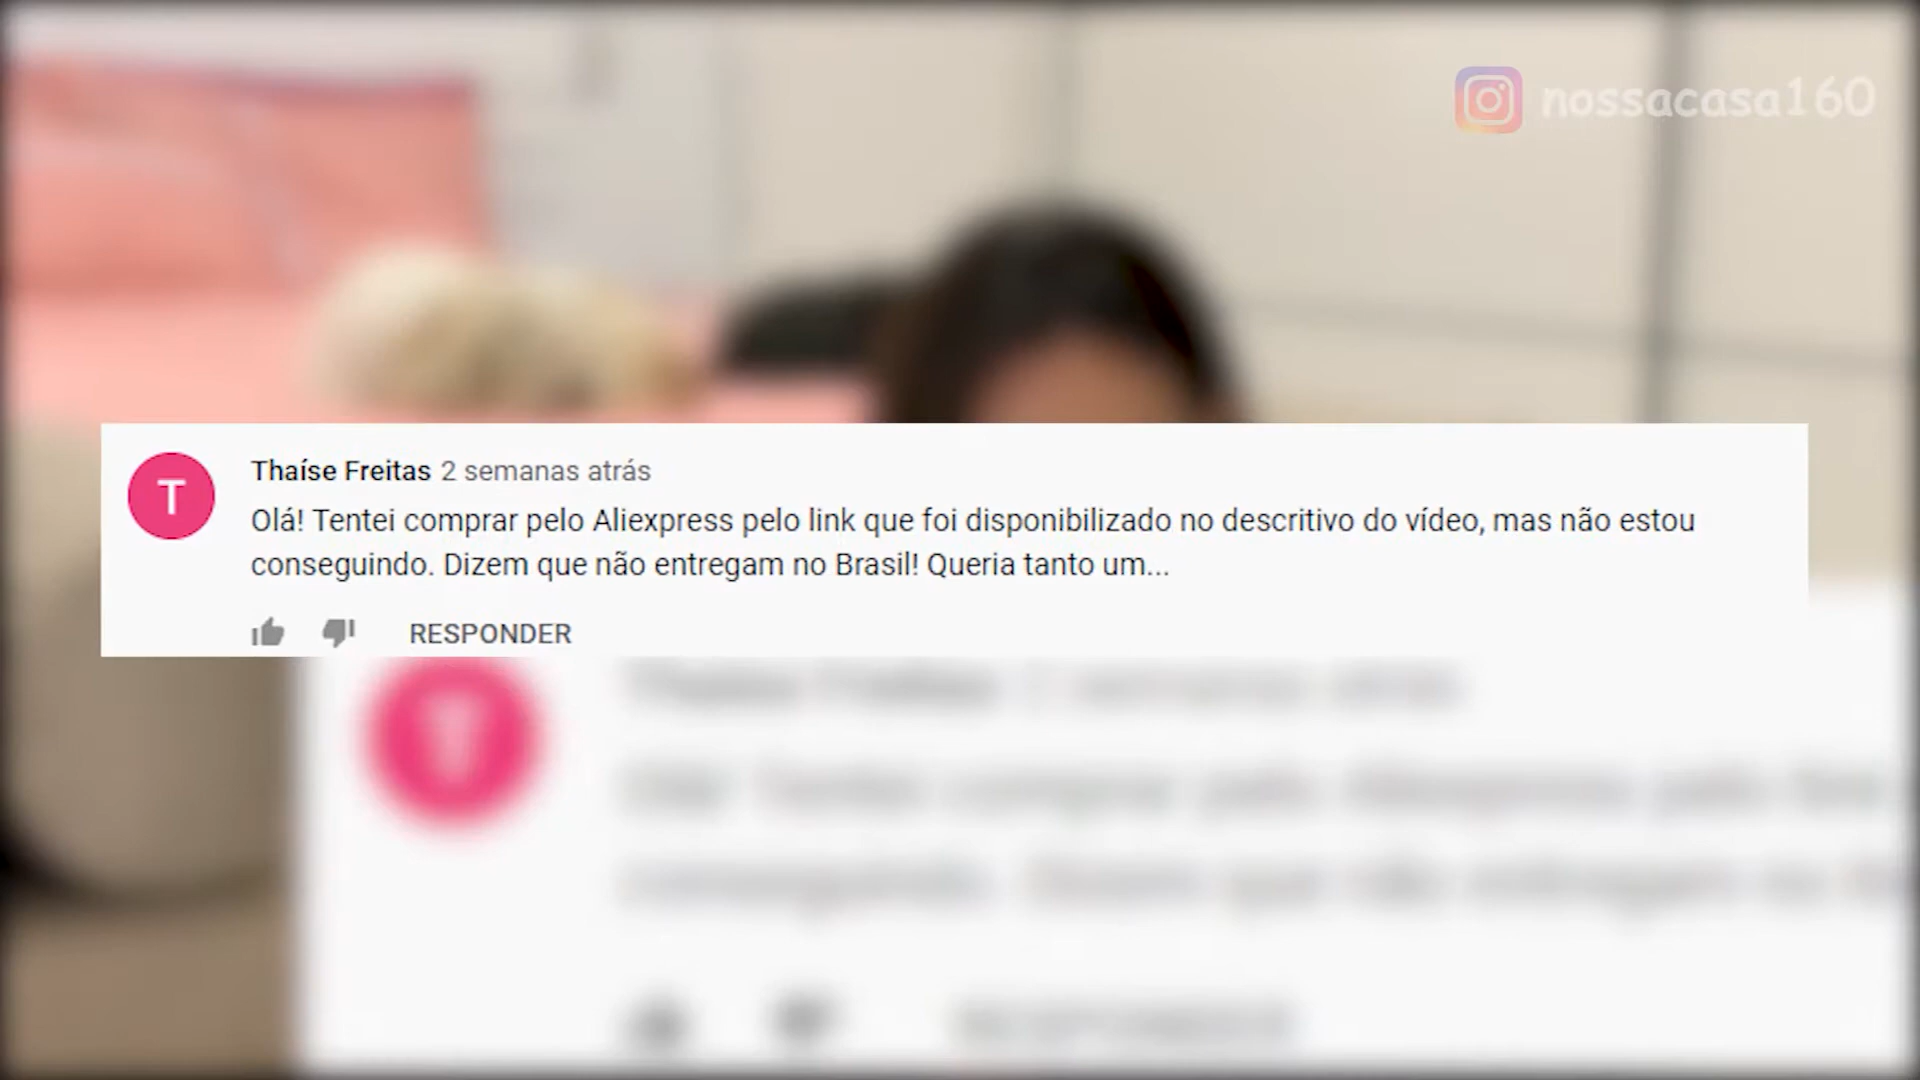 nossacasa160
T
Thaíse Freitas 2 semanas atrás
Olá! Tentei comprar pelo Aliexpress pelo link que foi disponibilizado no descritivo do vídeo, mas não estou
conseguindo. Dizem que não entregam no Brasil! Queria tanto um...
RESPONDER